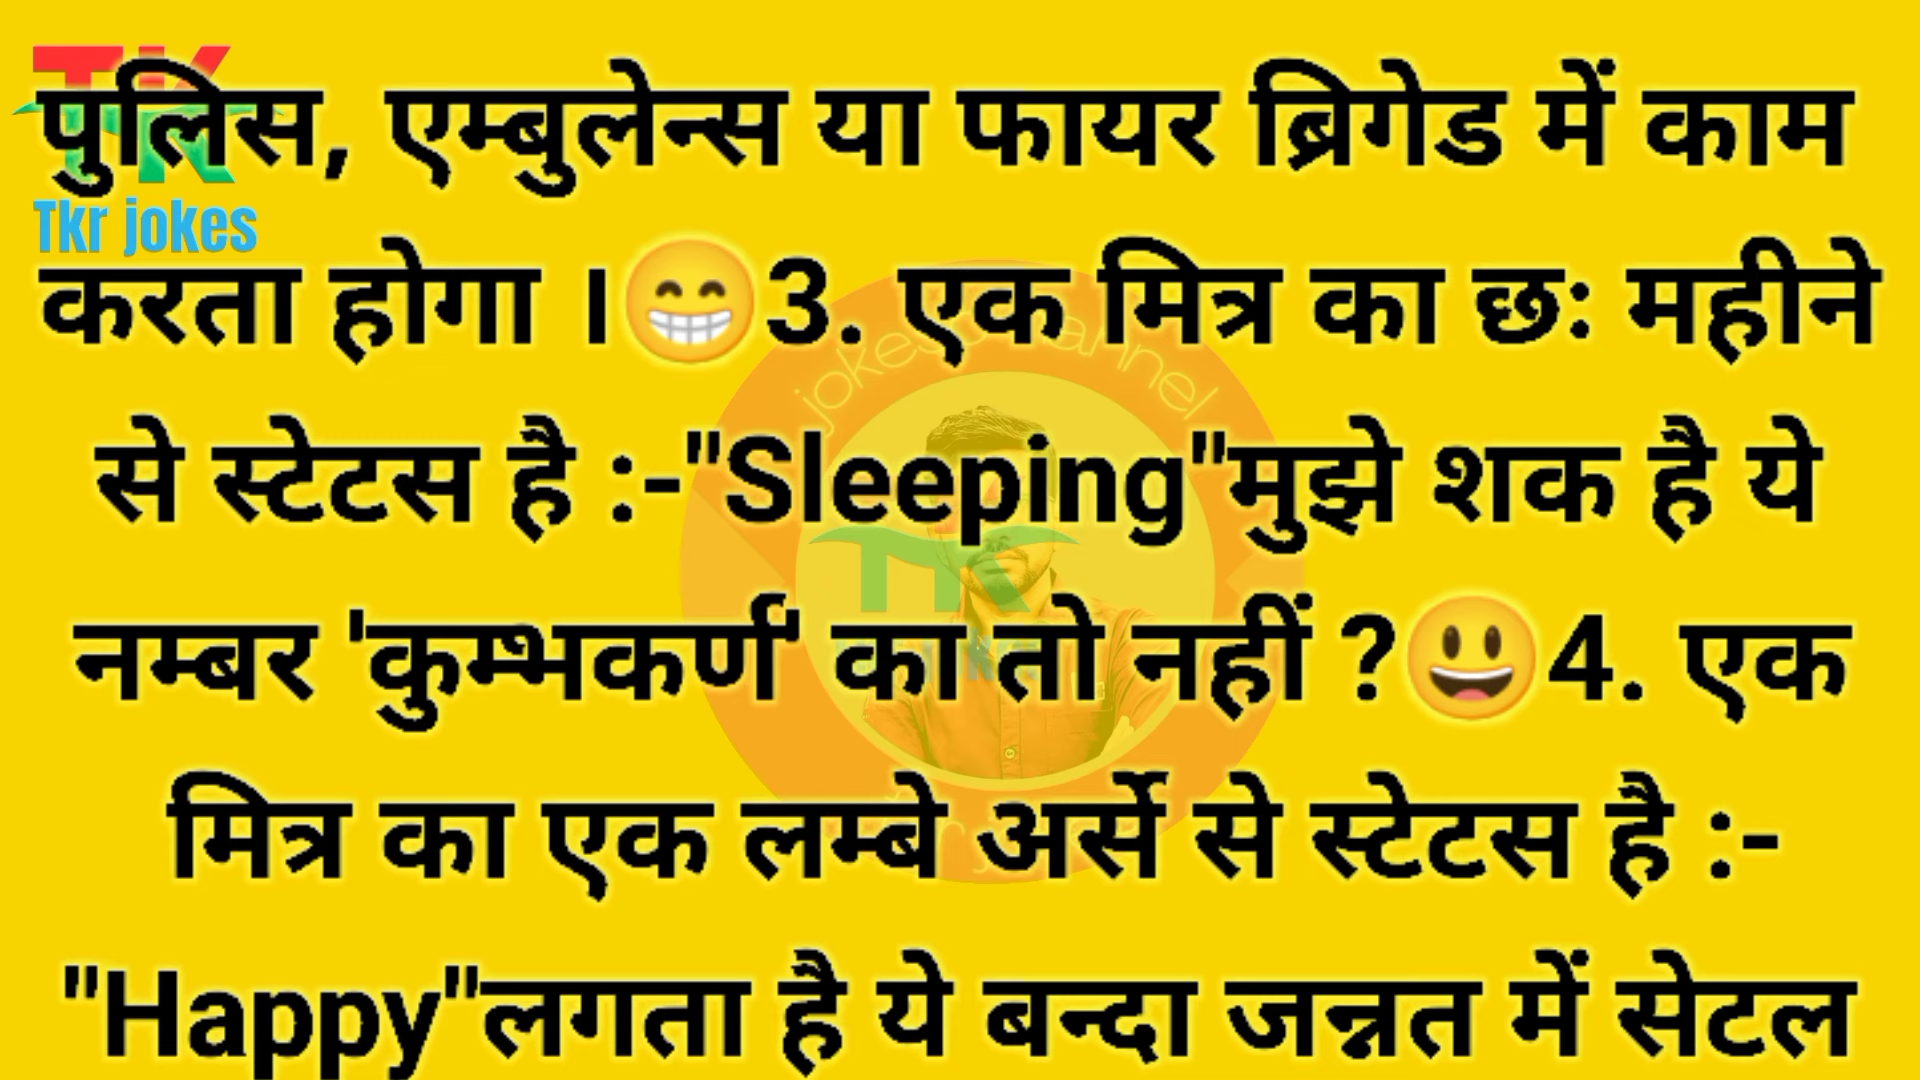 पुलिस, एम्बुलेन्स या फायर ब्रिगेड में काम
Tkr jokes
करता होगा ।😁3. एक मित्र का छः महीने
से स्टेटस है :-"Sleeping"मुझे शक है ये
नम्बर 'कुम्भकर्ण' का तो नहीं ?😃4. एक
मित्र का एक लम्बे अर्से से स्टेटस है :-
"Happy"लगता है ये बन्दा जन्नत में सेटल